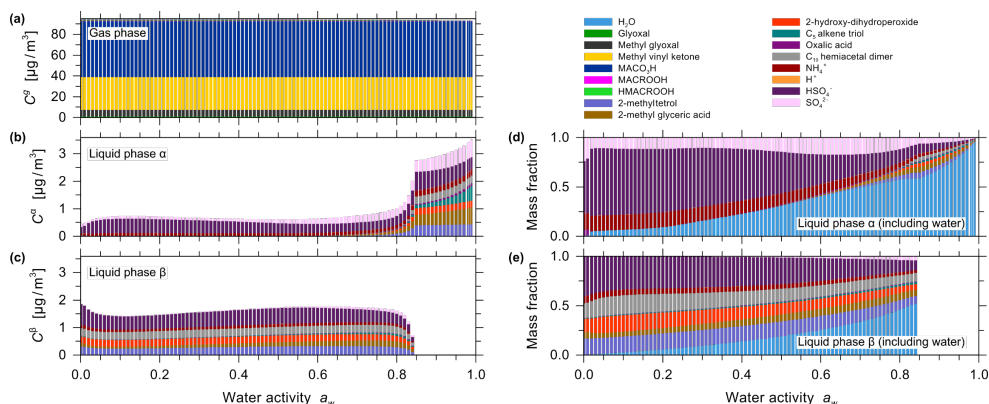 (a)
Gas phase
C^g [µg / m³]
80
60
40
20
0
H₂O
Glyoxal
Methyl glyoxal
Methyl vinyl ketone
MACO₃H
MACROOH
HMACROOH
2-methyltetrol
2-methyl glyceric acid
2-hydroxy-dihydroperoxide
C₅ alkene triol
Oxalic acid
C₁₀ hemiacetal dimer
NH₄⁺
H⁺
HSO₄⁻
SO₄²⁻
(b)
Liquid phase α
C^α [µg / m³]
3
2
1
0
(c)
Liquid phase β
C^β [µg / m³]
3
2
1
0
0.0 0.2 0.4 0.6 0.8 1.0
Water activity a_w
(d)
Mass fraction
1.0
0.5
0.0
Liquid phase α (including water)
(e)
Mass fraction
1.0
0.5
0.0
Liquid phase β (including water)
0.0 0.2 0.4 0.6 0.8 1.0
Water activity a_w